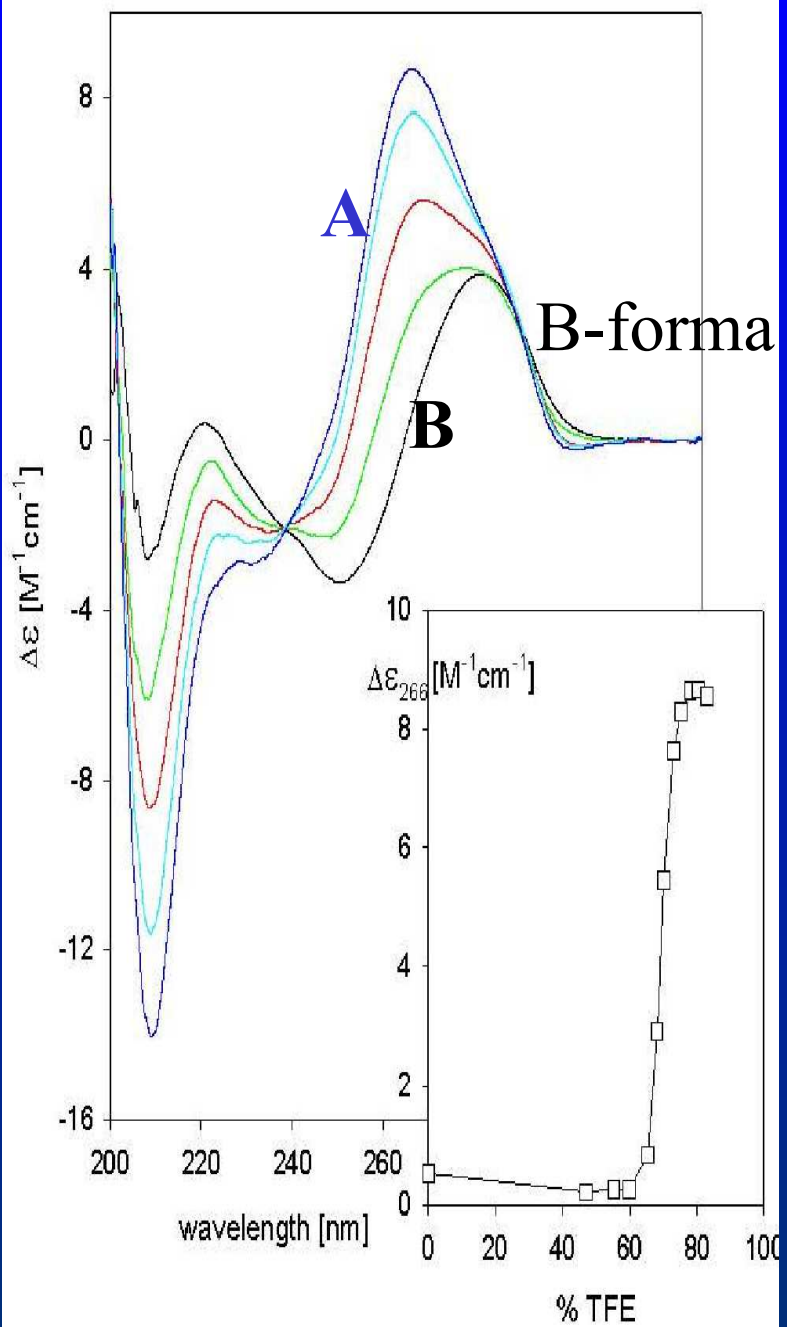 8
A
4
B-forma
0
B
Δε [M⁻¹cm⁻¹]
-4
10
Δε₂₆₆ [M⁻¹cm⁻¹]
8
-8
6
-12
4
2
-16
200 220 240 260
0
wavelength [nm]
0 20 40 60 80 100
% TFE